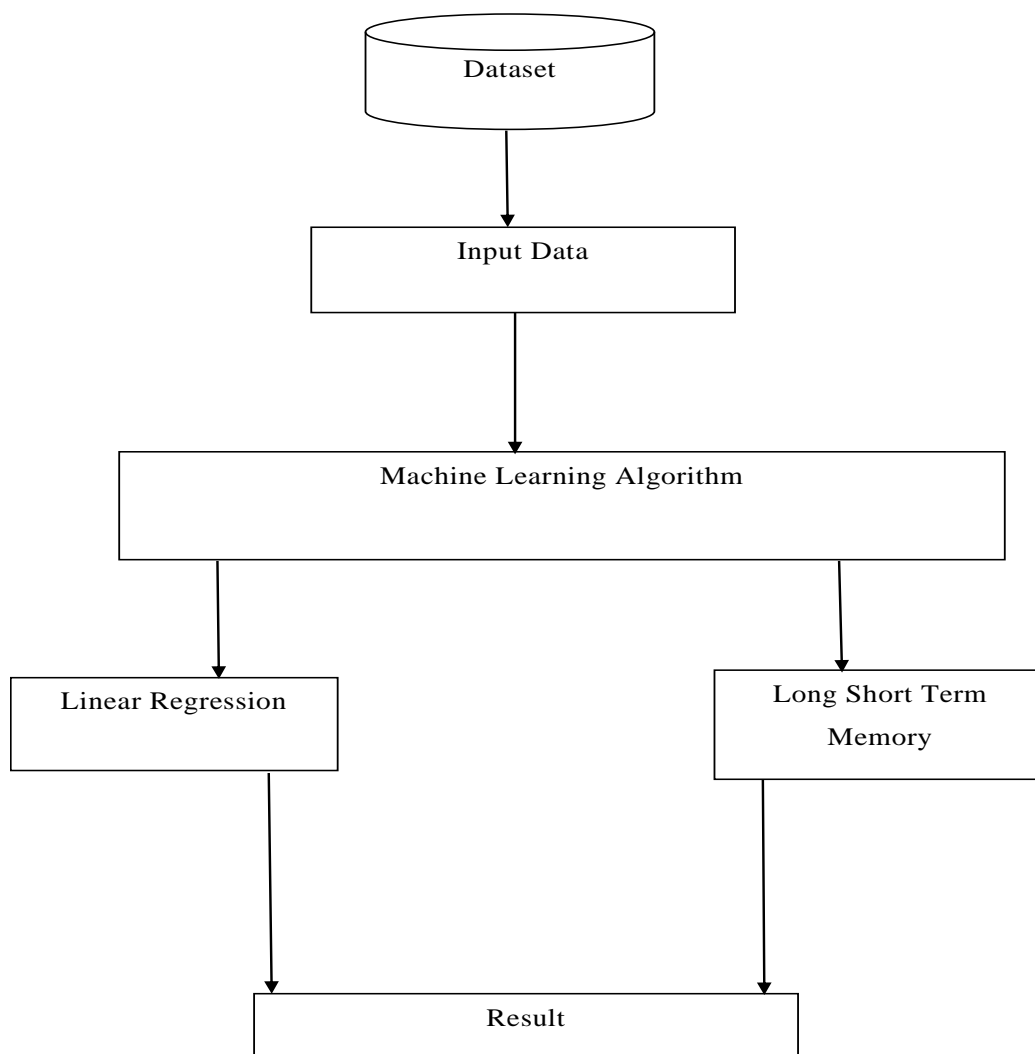 Dataset
Input Data
Machine Learning Algorithm
Linear Regression
Long Short Term
Memory
Result